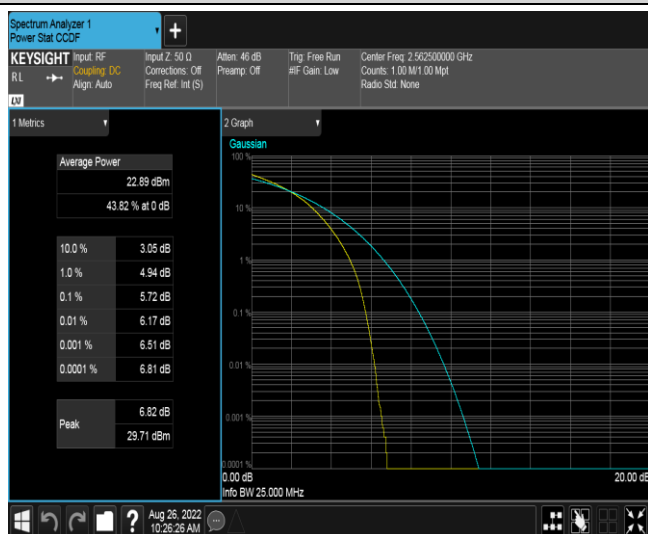 Spectrum Analyzer 1
Power Stat CCDF
+
KEYSIGHT
RL
LXI
Input: RF
Coupling: DC
Align: Auto
Input Z: 50 Ω
Corrections: Off
Freq Ref: Int (S)
Atten: 46 dB
Preamp: Off
Trig: Free Run
#IF Gain: Low
Center Freq: 2.562500000 GHz
Counts: 1.00 M/1.00 Mpt
Radio Std: None
1 Metrics
Average Power
22.89 dBm
43.82 % at 0 dB
10.0 % 3.05 dB
1.0 % 4.94 dB
0.1 % 5.72 dB
0.01 % 6.17 dB
0.001 % 6.51 dB
0.0001 % 6.81 dB
Peak
6.82 dB
29.71 dBm
2 Graph
Gaussian
100 %
10 %
1 %
0.1 %
0.01 %
0.001 %
0.0001 %
0.00 dB
20.00 dB
Info BW 25.000 MHz
?
Aug 26, 2022
10:26:26 AM